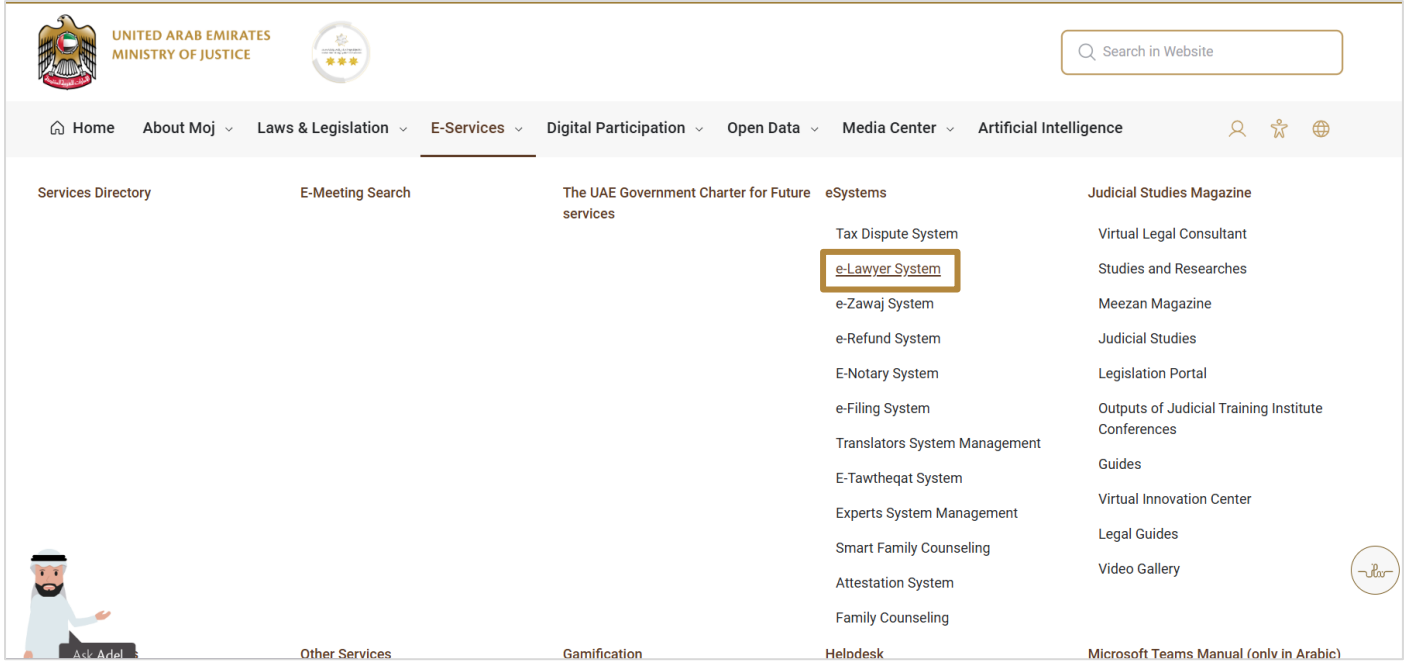 UNITED ARAB EMIRATES
MINISTRY OF JUSTICE
Search in Website
Home
About Moj
Laws & Legislation
E-Services
Digital Participation
Open Data
Media Center
Artificial Intelligence
Services Directory
E-Meeting Search
The UAE Government Charter for Future
services
eSystems
Tax Dispute System
e-Lawyer System
e-Zawaj System
e-Refund System
E-Notary System
e-Filing System
Translators System Management
E-Tawtheqat System
Experts System Management
Smart Family Counseling
Attestation System
Family Counseling
Judicial Studies Magazine
Virtual Legal Consultant
Studies and Researches
Meezan Magazine
Judicial Studies
Legislation Portal
Outputs of Judicial Training Institute
Conferences
Guides
Virtual Innovation Center
Legal Guides
Video Gallery
Ask Adel
Other Services
Gamification
Helpdesk
Microsoft Teams Manual (only in Arabic)